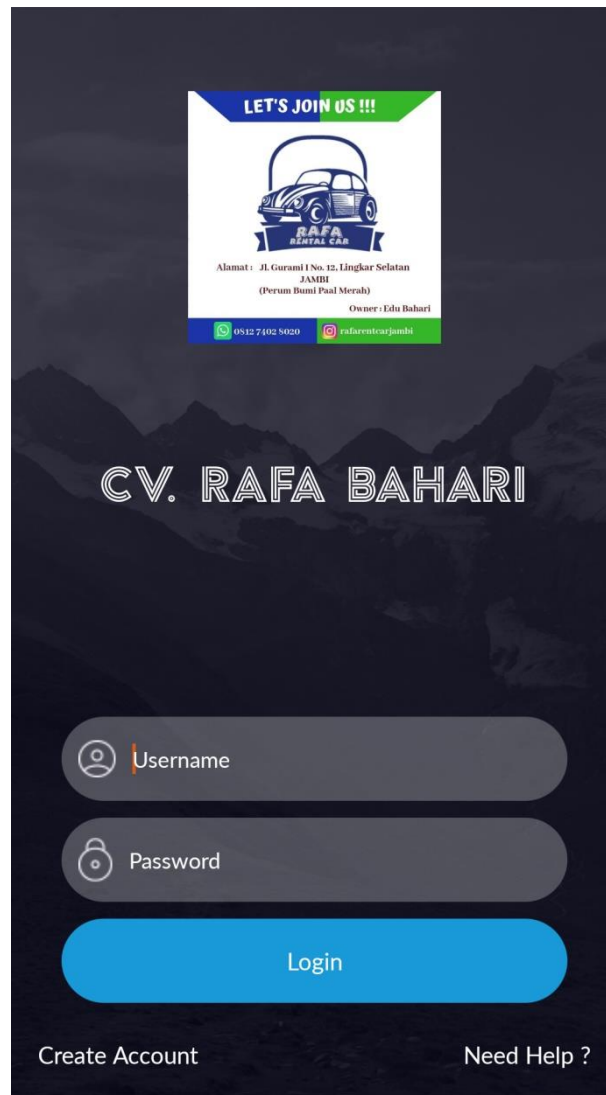 LET'S JOIN US !!!
RAFA
RENTAL CAR
Alamat : Jl. Gurami I No. 12, Lingkar Selatan
JAMBI
(Perum Bumi Paal Merah)
Owner : Edu Bahari
0812 7402 8020 rafarentcarjambi
CV. RAFA BAHARI
Username
Password
Login
Create Account Need Help ?